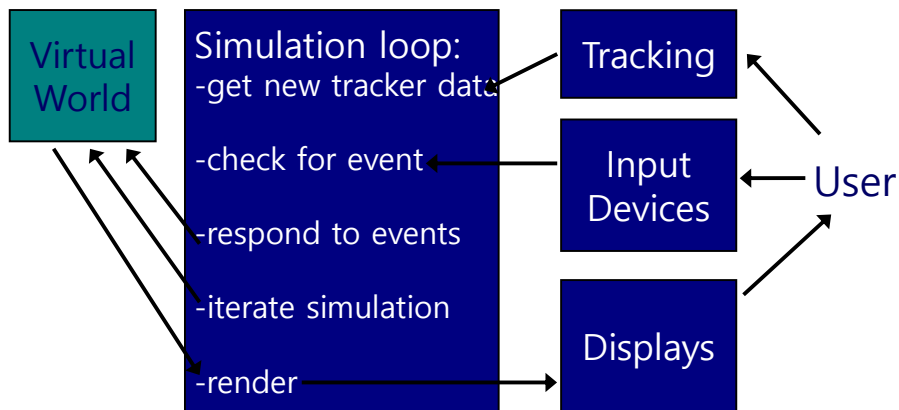 Virtual
World
Simulation loop:
-get new tracker data
-check for event
-respond to events
-iterate simulation
-render
Tracking
Input
Devices
Displays
User